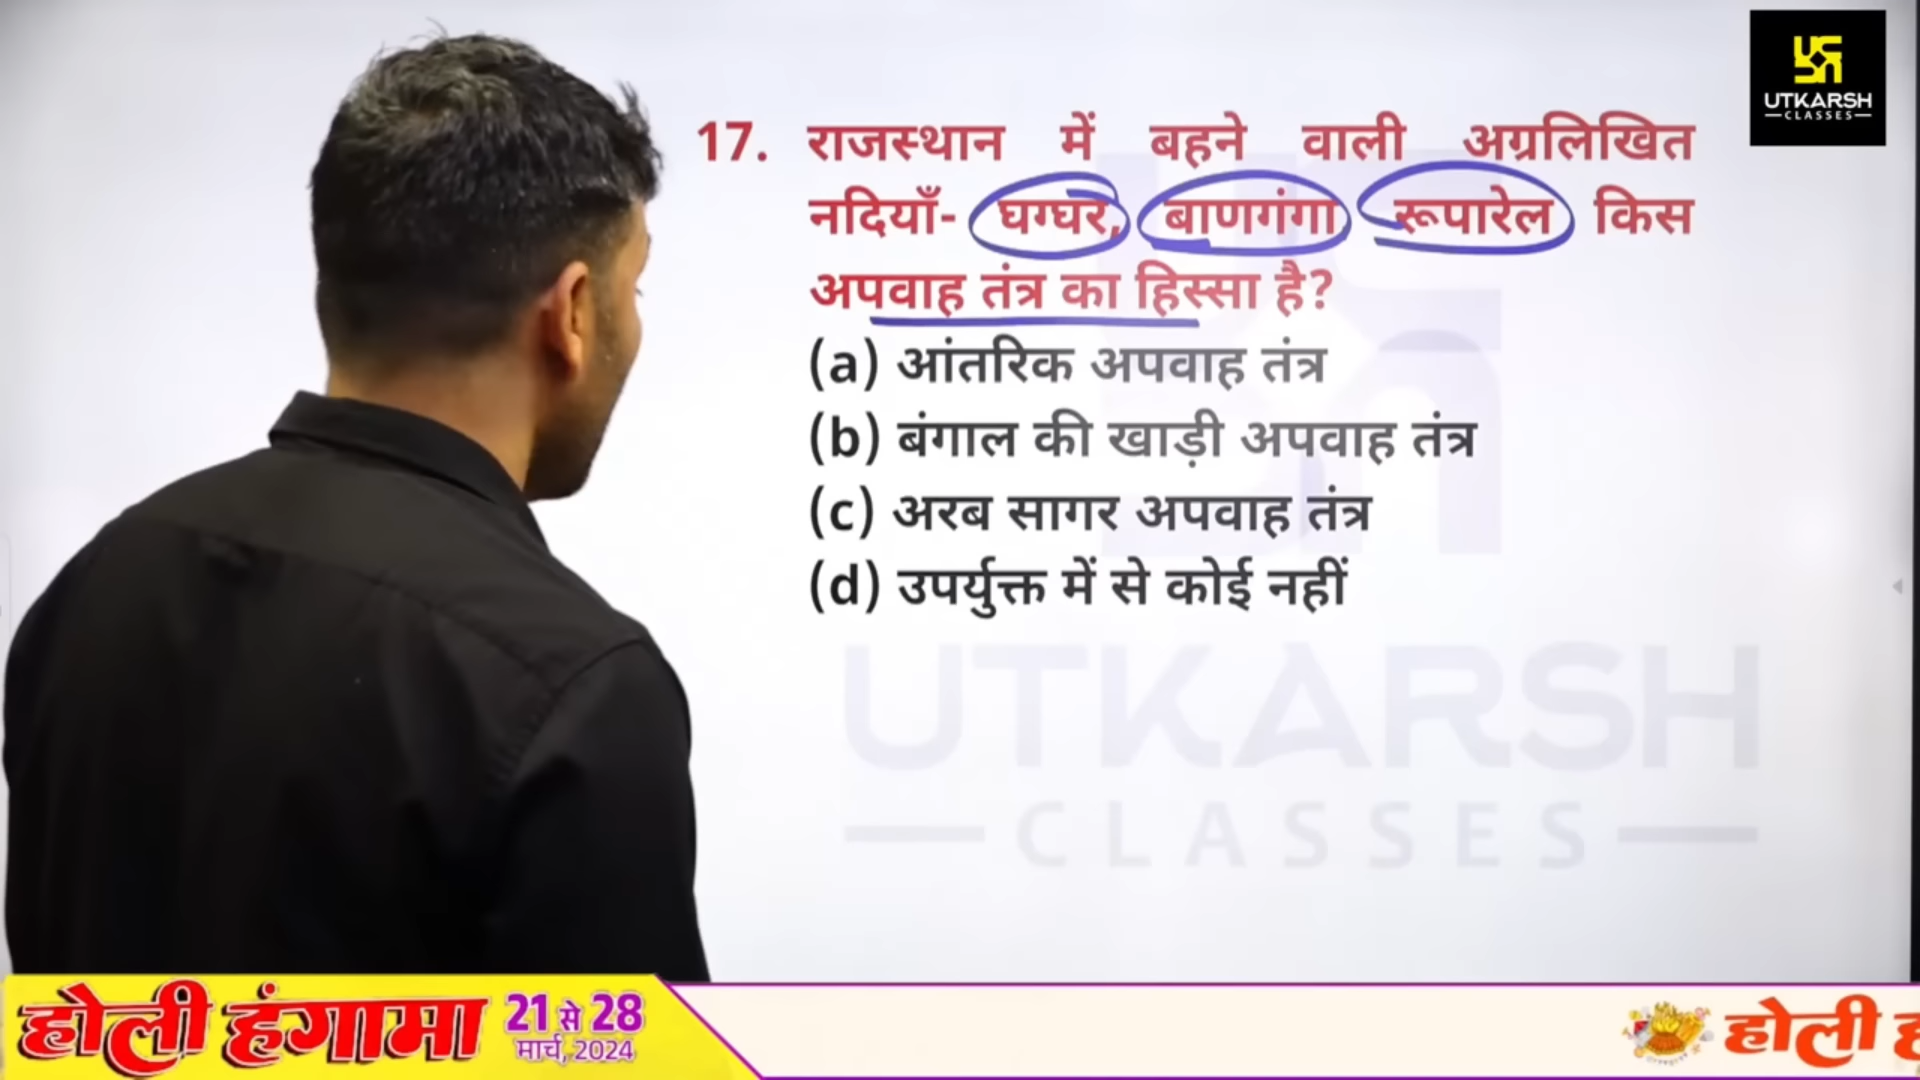 UTKARSH
CLASSES
17. राजस्थान में बहने वाली अग्रलिखित
नदियाँ- घग्घर, बाणगंगा, रूपारेल किस
अपवाह तंत्र का हिस्सा है?
(a) आंतरिक अपवाह तंत्र
(b) बंगाल की खाड़ी अपवाह तंत्र
(c) अरब सागर अपवाह तंत्र
(d) उपर्युक्त में से कोई नहीं
UTKARSH
CLASSES
होली हंगामा 21 से 28
मार्च, 2024
होली